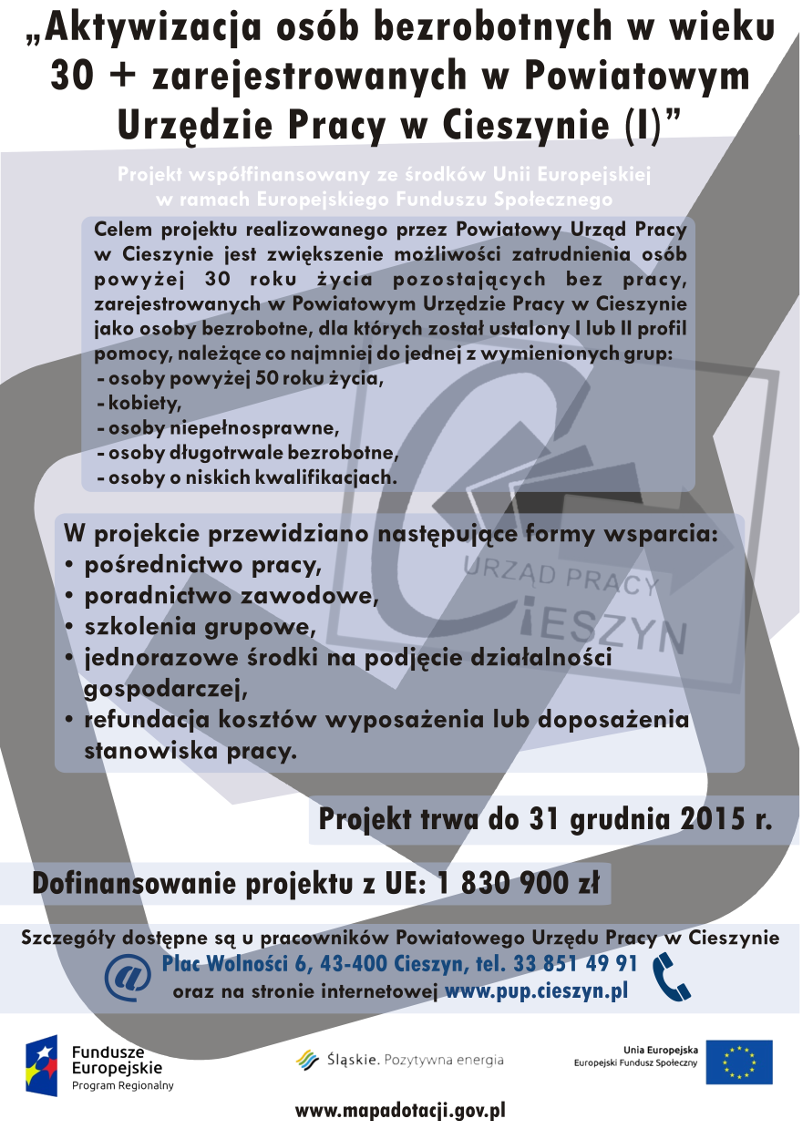 „Aktywizacja osób bezrobotnych w wieku
30 + zarejestrowanych w Powiatowym
Urzędzie Pracy w Cieszynie (I)”
Projekt współfinansowany ze środków Unii Europejskiej
w ramach Europejskiego Funduszu Społecznego
Celem projektu realizowanego przez Powiatowy Urząd Pracy
w Cieszynie jest zwiększenie możliwości zatrudnienia osób
powyżej 30 roku życia pozostających bez pracy,
zarejestrowanych w Powiatowym Urzędzie Pracy w Cieszynie
jako osoby bezrobotne, dla których został ustalony I lub II profil
pomocy, należące co najmniej do jednej z wymienionych grup:
- osoby powyżej 50 roku życia,
- kobiety,
- osoby niepełnosprawne,
- osoby długotrwale bezrobotne,
- osoby o niskich kwalifikacjach.
W projekcie przewidziano następujące formy wsparcia:
• pośrednictwo pracy,
• poradnictwo zawodowe,
• szkolenia grupowe,
• jednorazowe środki na podjęcie działalności
gospodarczej,
• refundacja kosztów wyposażenia lub doposażenia
stanowiska pracy.
URZĄD PRACY
CiESZYN
Projekt trwa do 31 grudnia 2015 r.
Dofinansowanie projektu z UE: 1 830 900 zł
Szczegóły dostępne są u pracowników Powiatowego Urzędu Pracy w Cieszynie
@ Plac Wolności 6, 43-400 Cieszyn, tel. 33 851 49 91
oraz na stronie internetowej www.pup.cieszyn.pl
Fundusze
Europejskie
Program Regionalny
Śląskie. Pozytywna energia
Unia Europejska
Europejski Fundusz Społeczny
www.mapadotacji.gov.pl